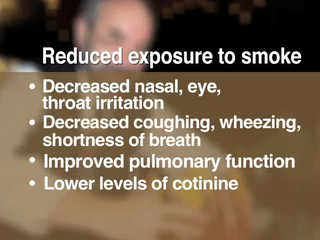 Reduced exposure to smoke
• Decreased nasal, eye,
throat irritation
• Decreased coughing, wheezing,
shortness of breath
• Improved pulmonary function
• Lower levels of cotinine